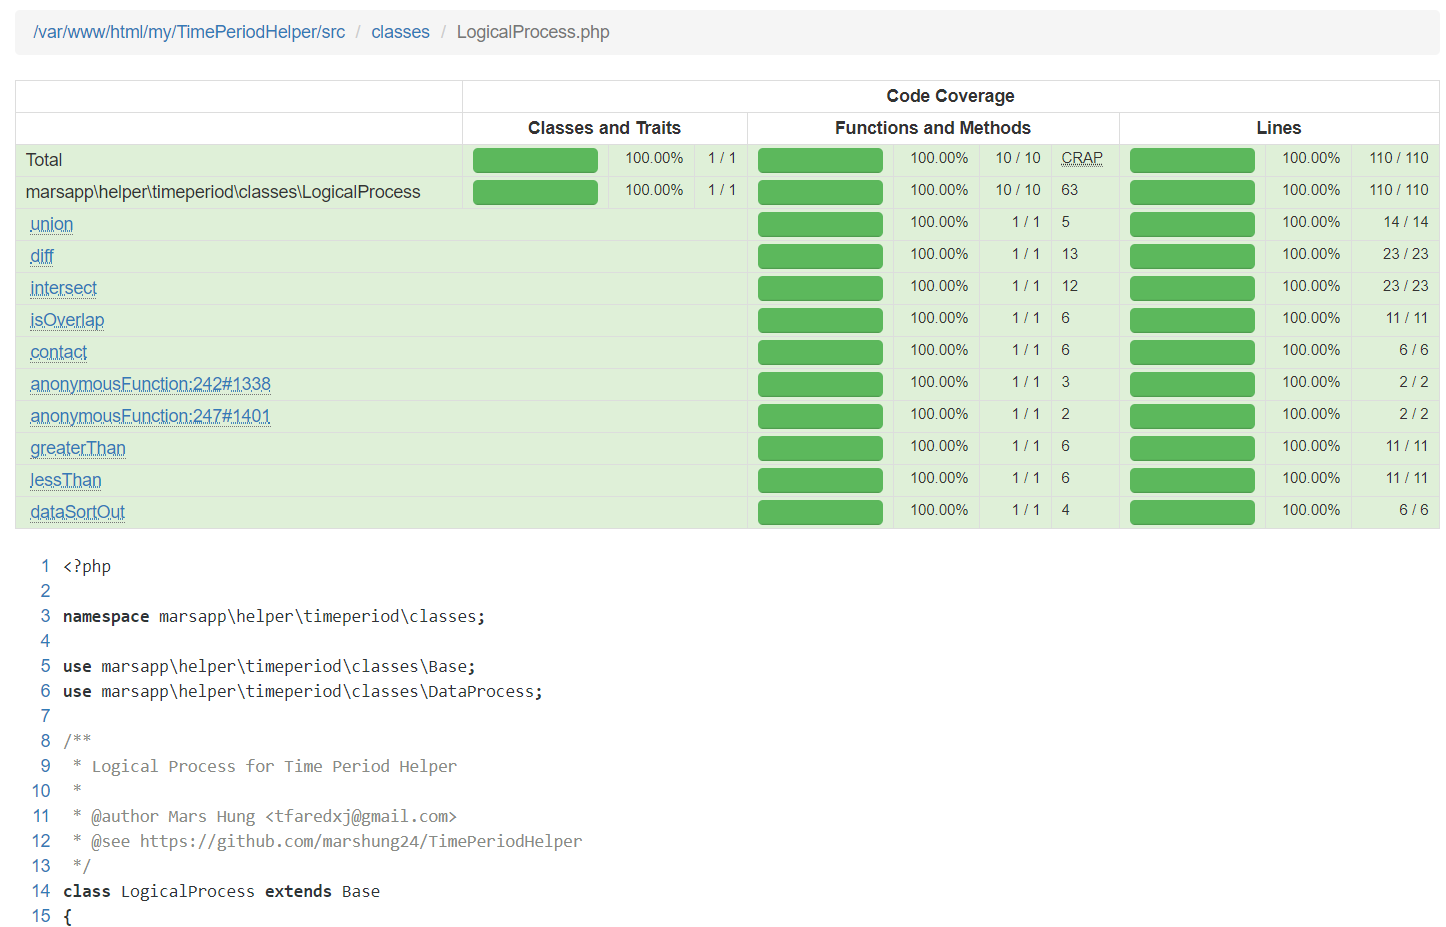 /var/www/html/my/TimePeriodHelper/src / classes / LogicalProcess.php
Code Coverage
Classes and Traits Functions and Methods Lines
Total 100.00% 1 / 1 100.00% 10 / 10 CRAP 100.00% 110 / 110
marsapp\helper\timeperiod\classes\LogicalProcess 100.00% 1 / 1 100.00% 10 / 10 63 100.00% 110 / 110
union 100.00% 1 / 1 5 100.00% 14 / 14
diff 100.00% 1 / 1 13 100.00% 23 / 23
intersect 100.00% 1 / 1 12 100.00% 23 / 23
isOverlap 100.00% 1 / 1 6 100.00% 11 / 11
contact 100.00% 1 / 1 6 100.00% 6 / 6
anonymousFunction:242#1338 100.00% 1 / 1 3 100.00% 2 / 2
anonymousFunction:247#1401 100.00% 1 / 1 2 100.00% 2 / 2
greaterThan 100.00% 1 / 1 6 100.00% 11 / 11
lessThan 100.00% 1 / 1 6 100.00% 11 / 11
dataSortOut 100.00% 1 / 1 4 100.00% 6 / 6
1 <?php
2
3 namespace marsapp\helper\timeperiod\classes;
4
5 use marsapp\helper\timeperiod\classes\Base;
6 use marsapp\helper\timeperiod\classes\DataProcess;
7
8 /**
9 * Logical Process for Time Period Helper
10 *
11 * @author Mars Hung <tfaredxj@gmail.com>
12 * @see https://github.com/marshung24/TimePeriodHelper
13 */
14 class LogicalProcess extends Base
15 {